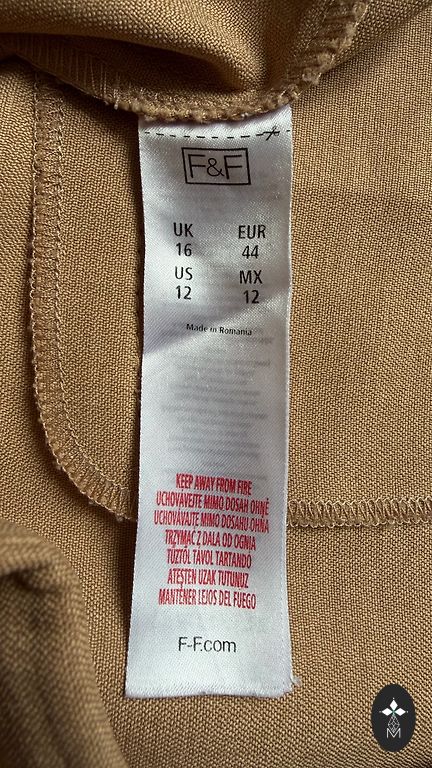 F&F
UK EUR
16 44
US MX
12 12
Made in Romania
KEEP AWAY FROM FIRE
UCHOVÁVEJTE MIMO DOSAH OHNĚ
UCHOVÁVAJTE MIMO DOSAHU OHŇA
TRZYMAĆ Z DALA OD OGNIA
TŰZTŐL TÁVOL TARTANDÓ
ATEŞTEN UZAK TUTUNUZ
MANTENER LEJOS DEL FUEGO
F-F.com
M